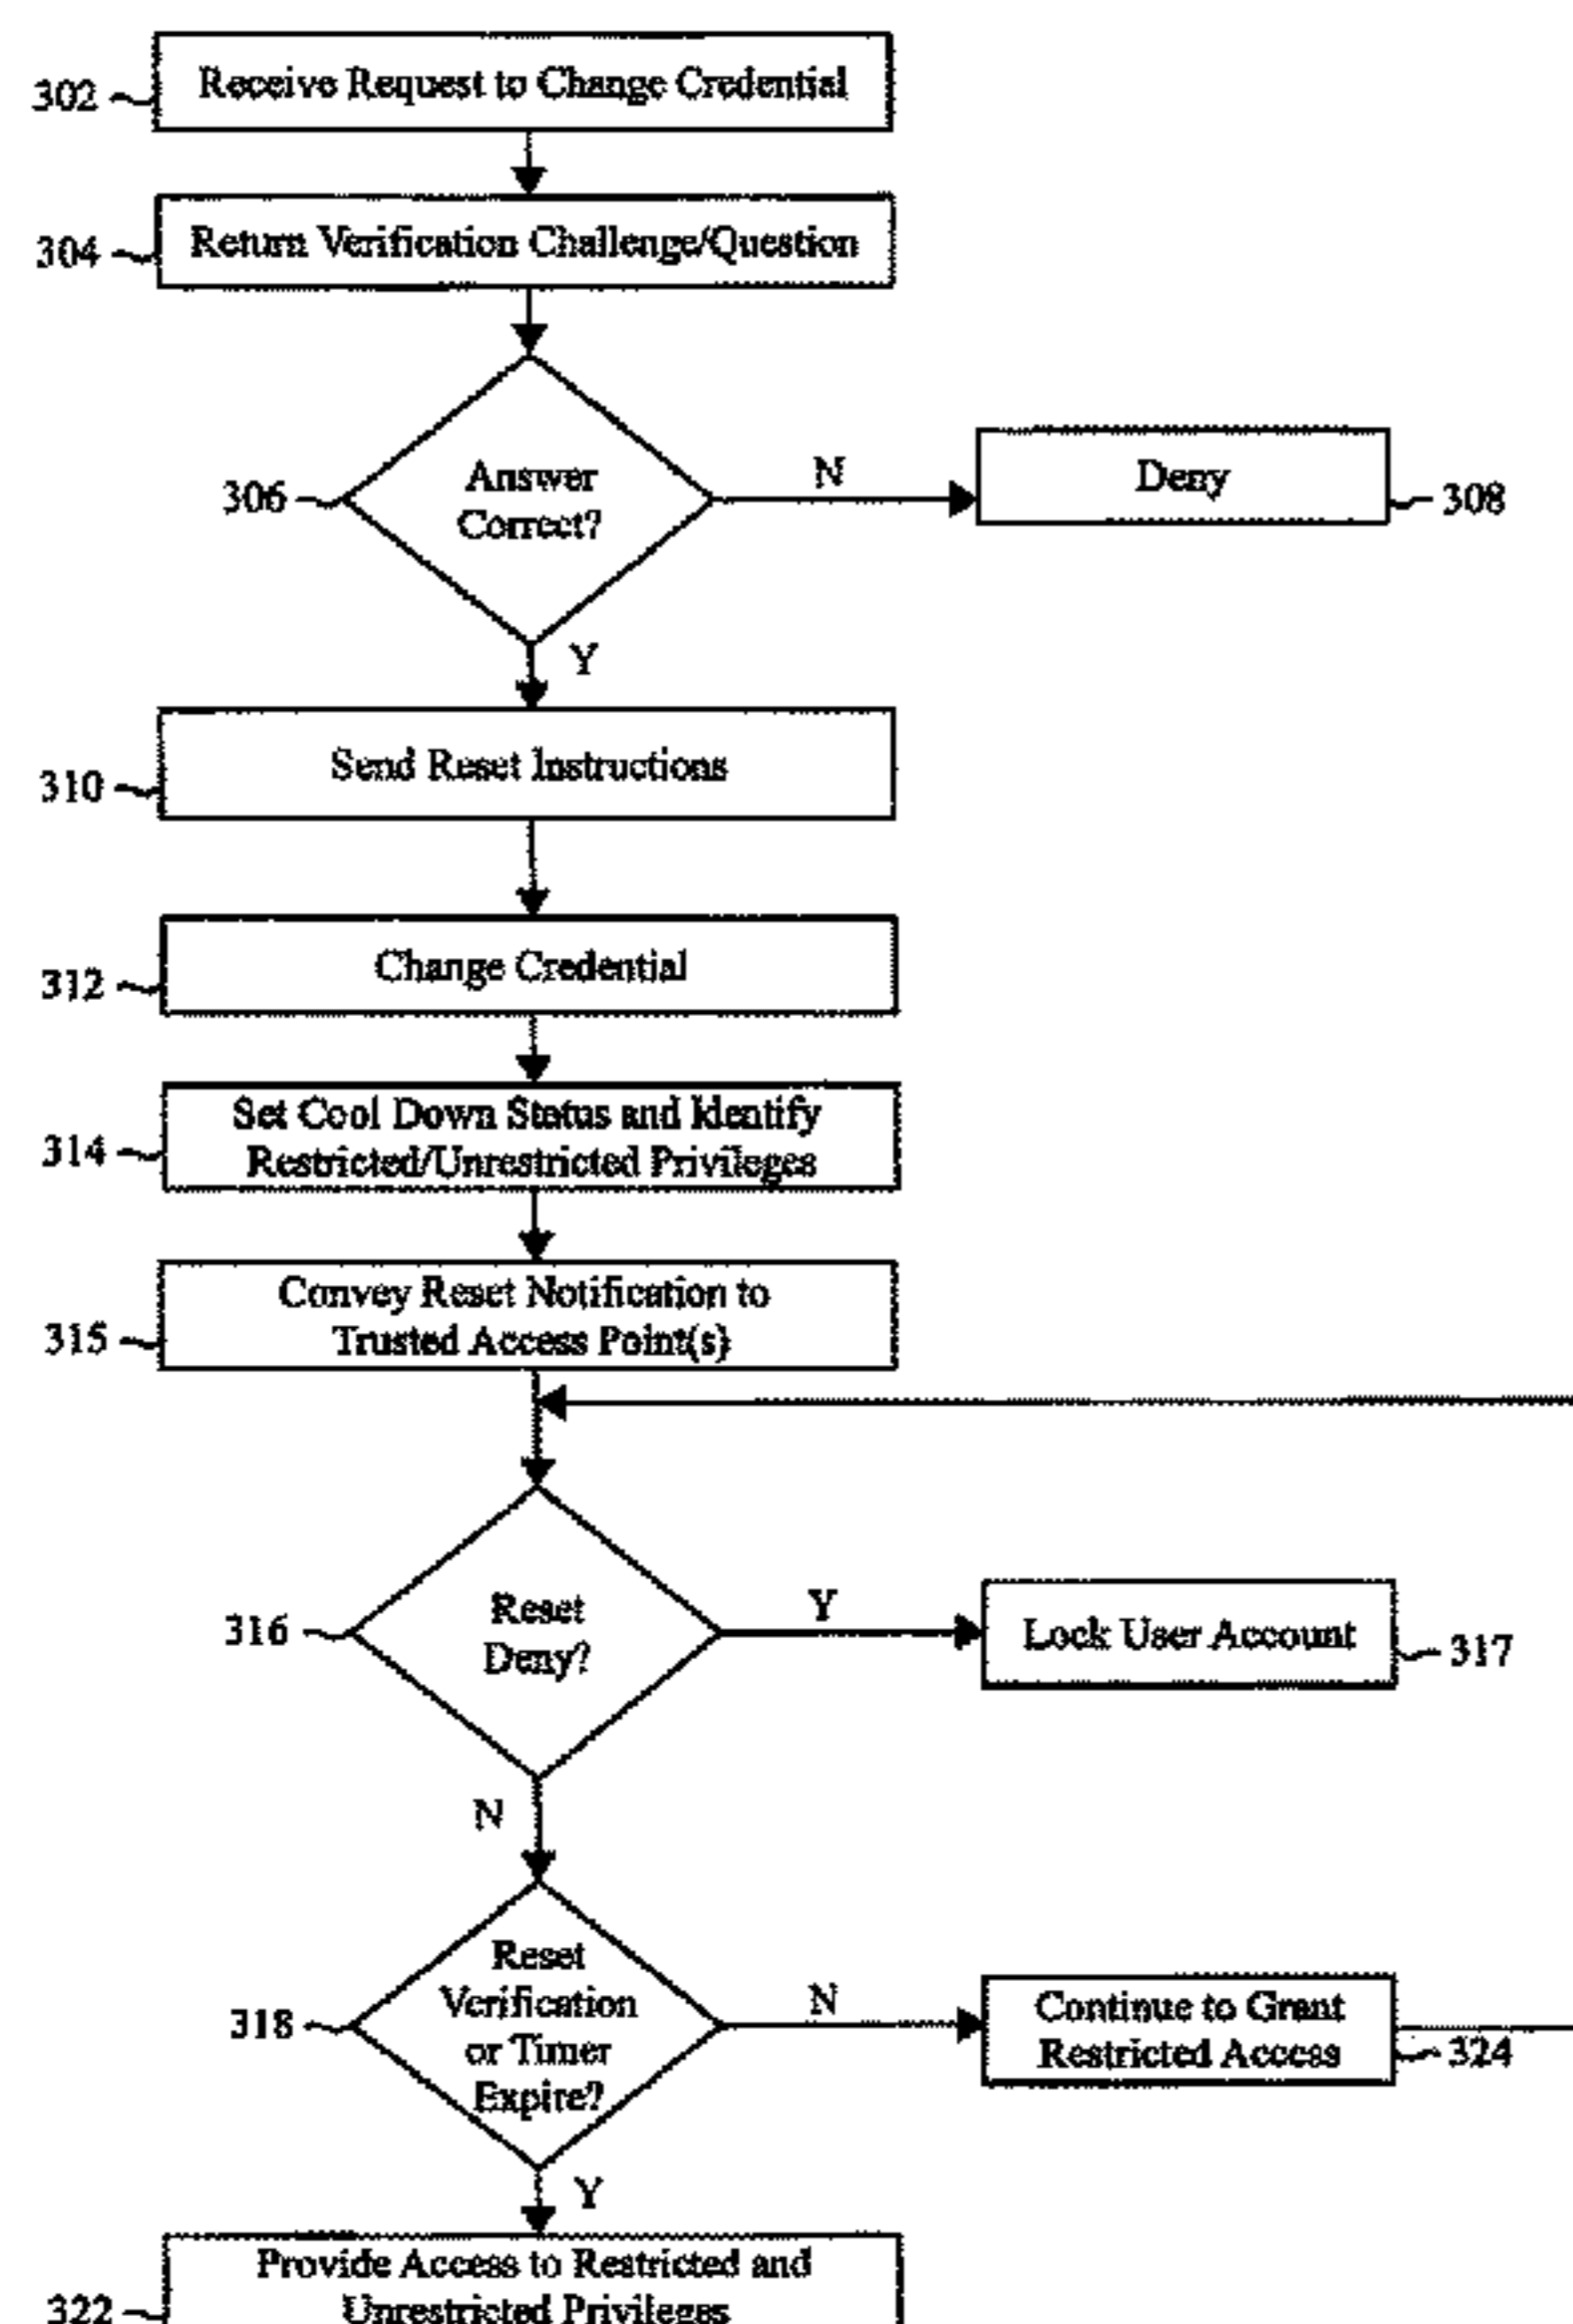 302
Receive Request to Change Credential
304
Return Verification Challenge/Question
306
Answer
Correct?
N
Deny
308
Y
310
Send Reset Instructions
312
Change Credential
314
Set Cool Down Status and Identify
Restricted/Unrestricted Privileges
315
Convey Reset Notification to
Trusted Access Point(s)
316
Reset
Deny?
Y
Lock User Account
317
N
318
Reset
Verification
or Timer
Expire?
N
Continue to Grant
Restricted Access
324
Y
322
Provide Access to Restricted and
Unrestricted Privileges